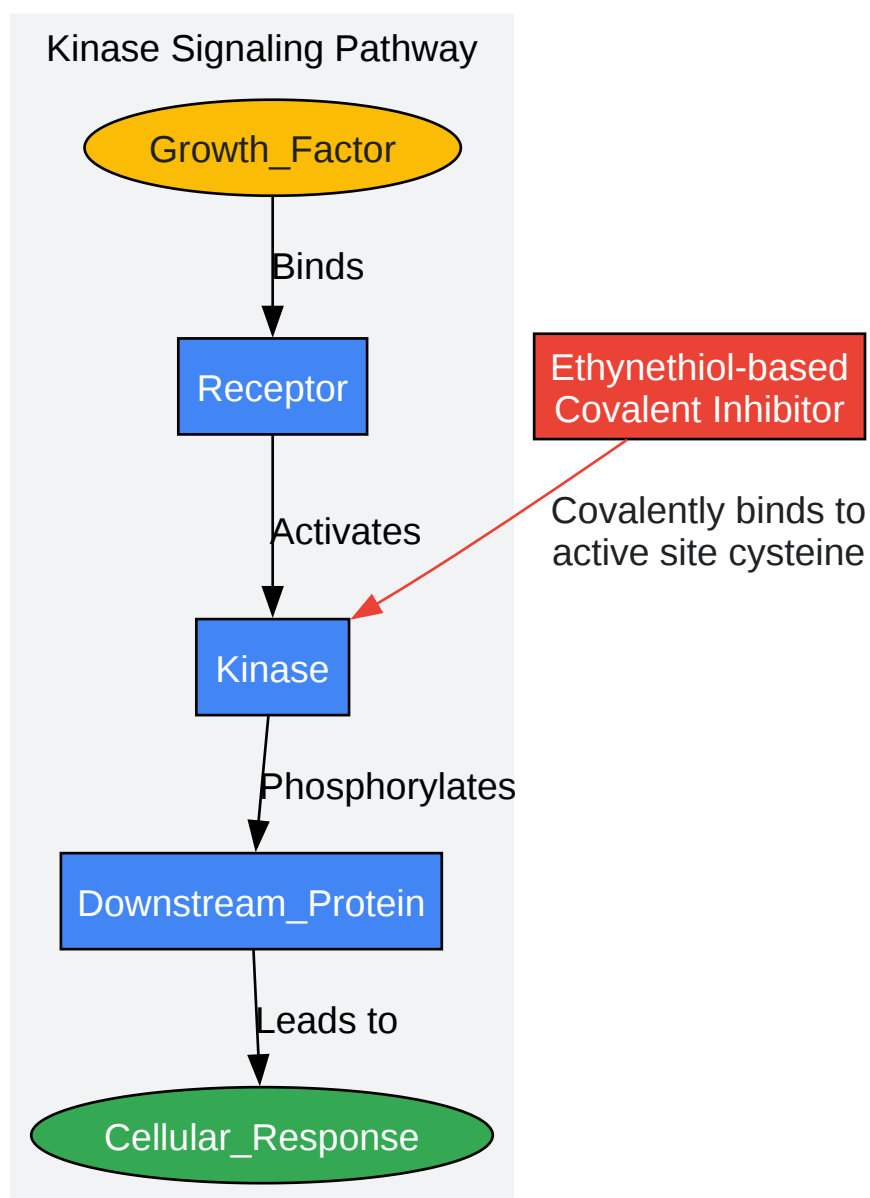 Kinase Signaling Pathway
Growth_Factor
Binds
Receptor
Ethynethiol-based
Covalent Inhibitor
Activates
Covalently binds to
active site cysteine
Kinase
Phosphorylates
Downstream_Protein
Leads to
Cellular_Response